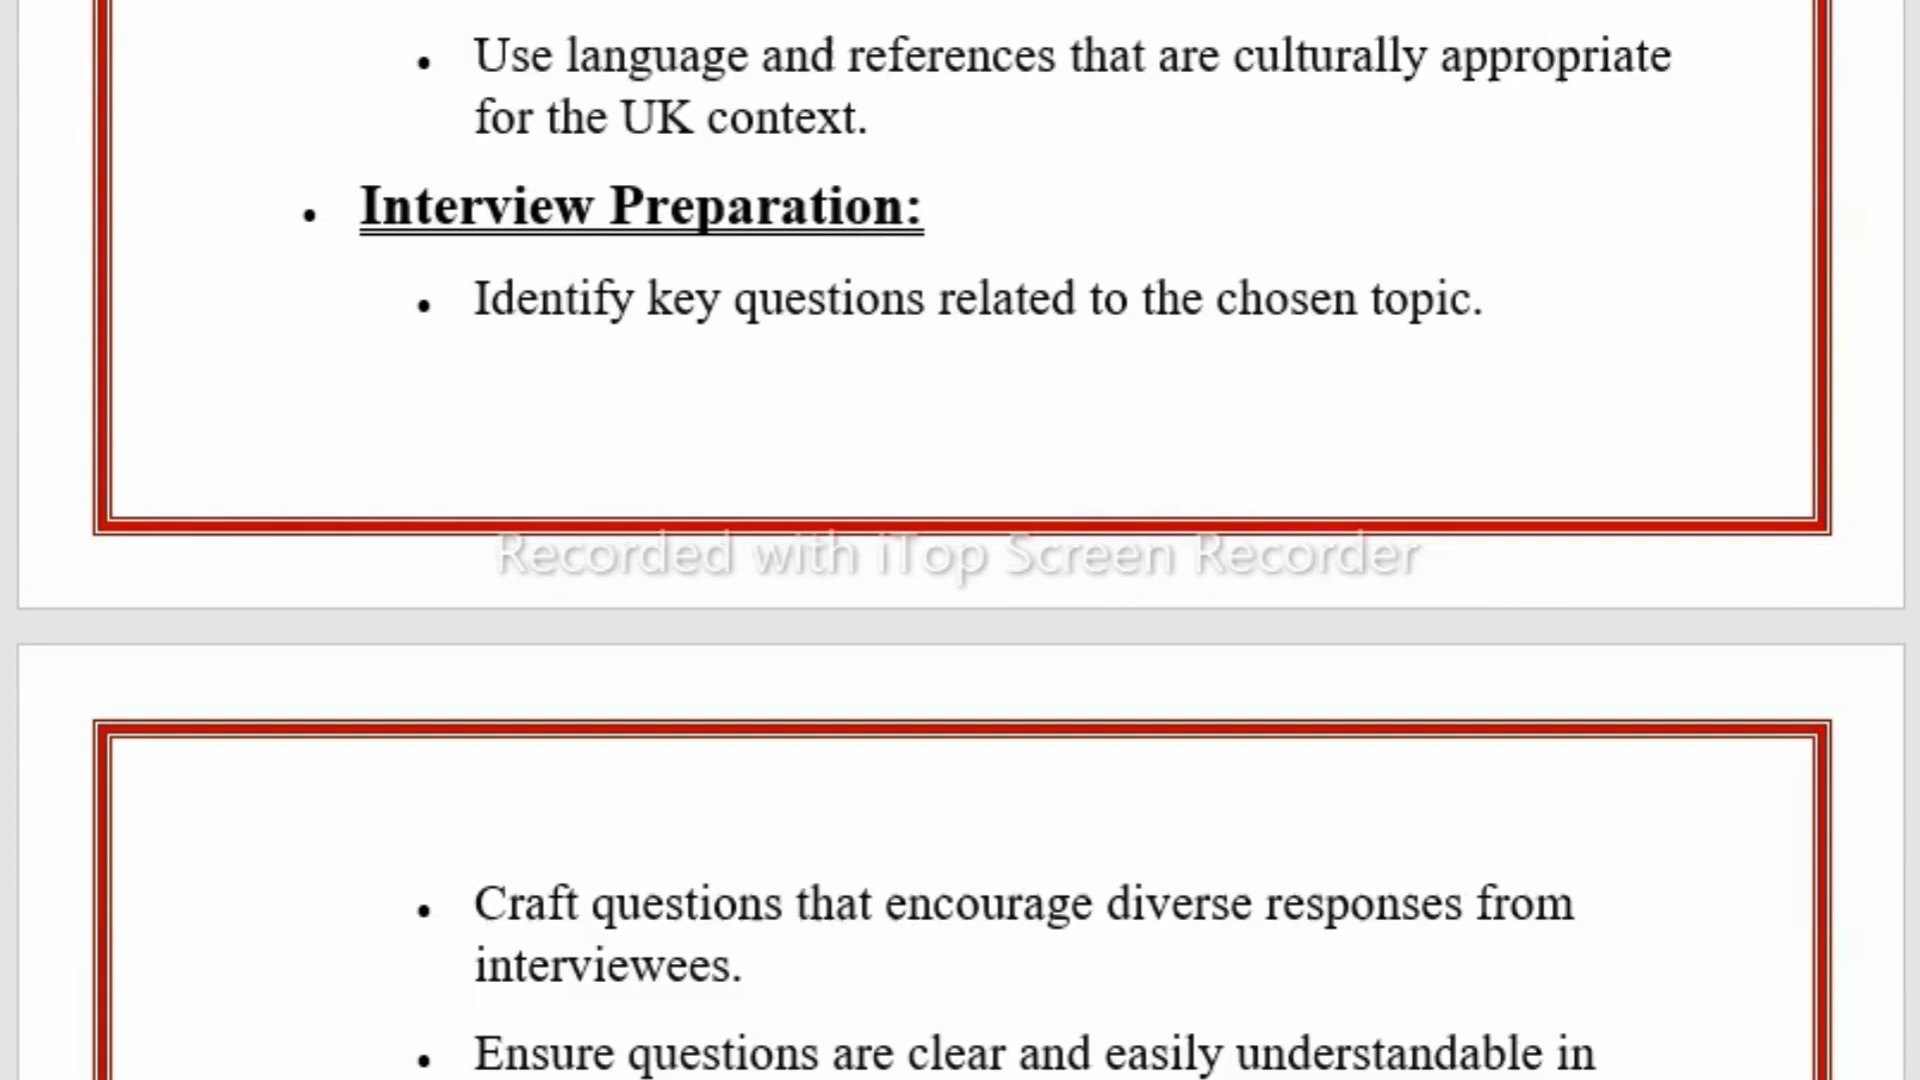 • Use language and references that are culturally appropriate
for the UK context.
• Interview Preparation:
• Identify key questions related to the chosen topic.
Recorded with iTop Screen Recorder
• Craft questions that encourage diverse responses from
interviewees.
• Ensure questions are clear and easily understandable in